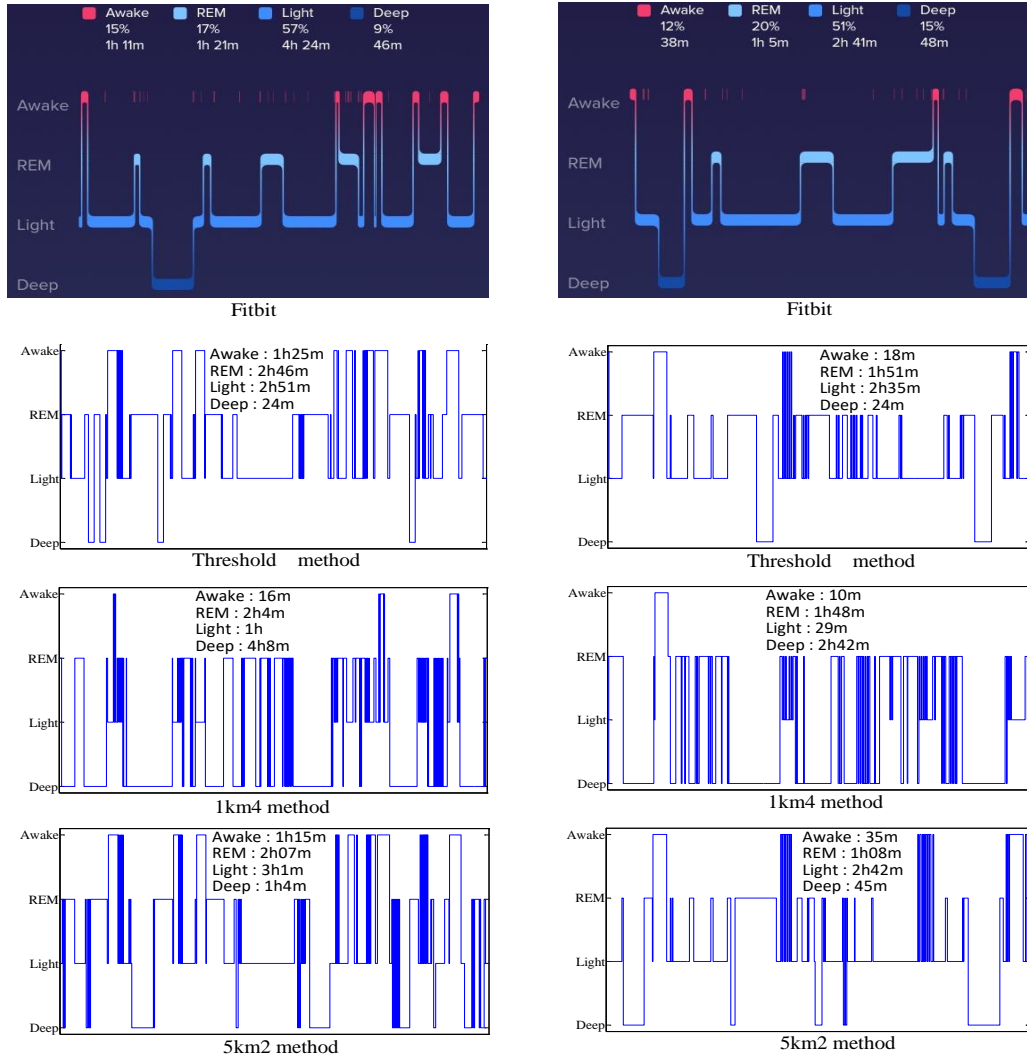 Awake REM Light Deep
15% 17% 57% 9%
1h 11m 1h 21m 4h 24m 46m
Awake
REM
Light
Deep
Fitbit
Awake REM Light Deep
12% 20% 51% 15%
38m 1h 5m 2h 41m 48m
Awake
REM
Light
Deep
Fitbit
Awake
REM
Light
Deep
Awake : 1h25m
REM : 2h46m
Light : 2h51m
Deep : 24m
Threshold method
Awake
REM
Light
Deep
Awake : 18m
REM : 1h51m
Light : 2h35m
Deep : 24m
Threshold method
Awake
REM
Light
Deep
Awake : 16m
REM : 2h4m
Light : 1h
Deep : 4h8m
1km4 method
Awake
REM
Light
Deep
Awake : 10m
REM : 1h48m
Light : 29m
Deep : 2h42m
1km4 method
Awake
REM
Light
Deep
Awake : 1h15m
REM : 2h07m
Light : 3h1m
Deep : 1h4m
5km2 method
Awake
REM
Light
Deep
Awake : 35m
REM : 1h08m
Light : 2h42m
Deep : 45m
5km2 method